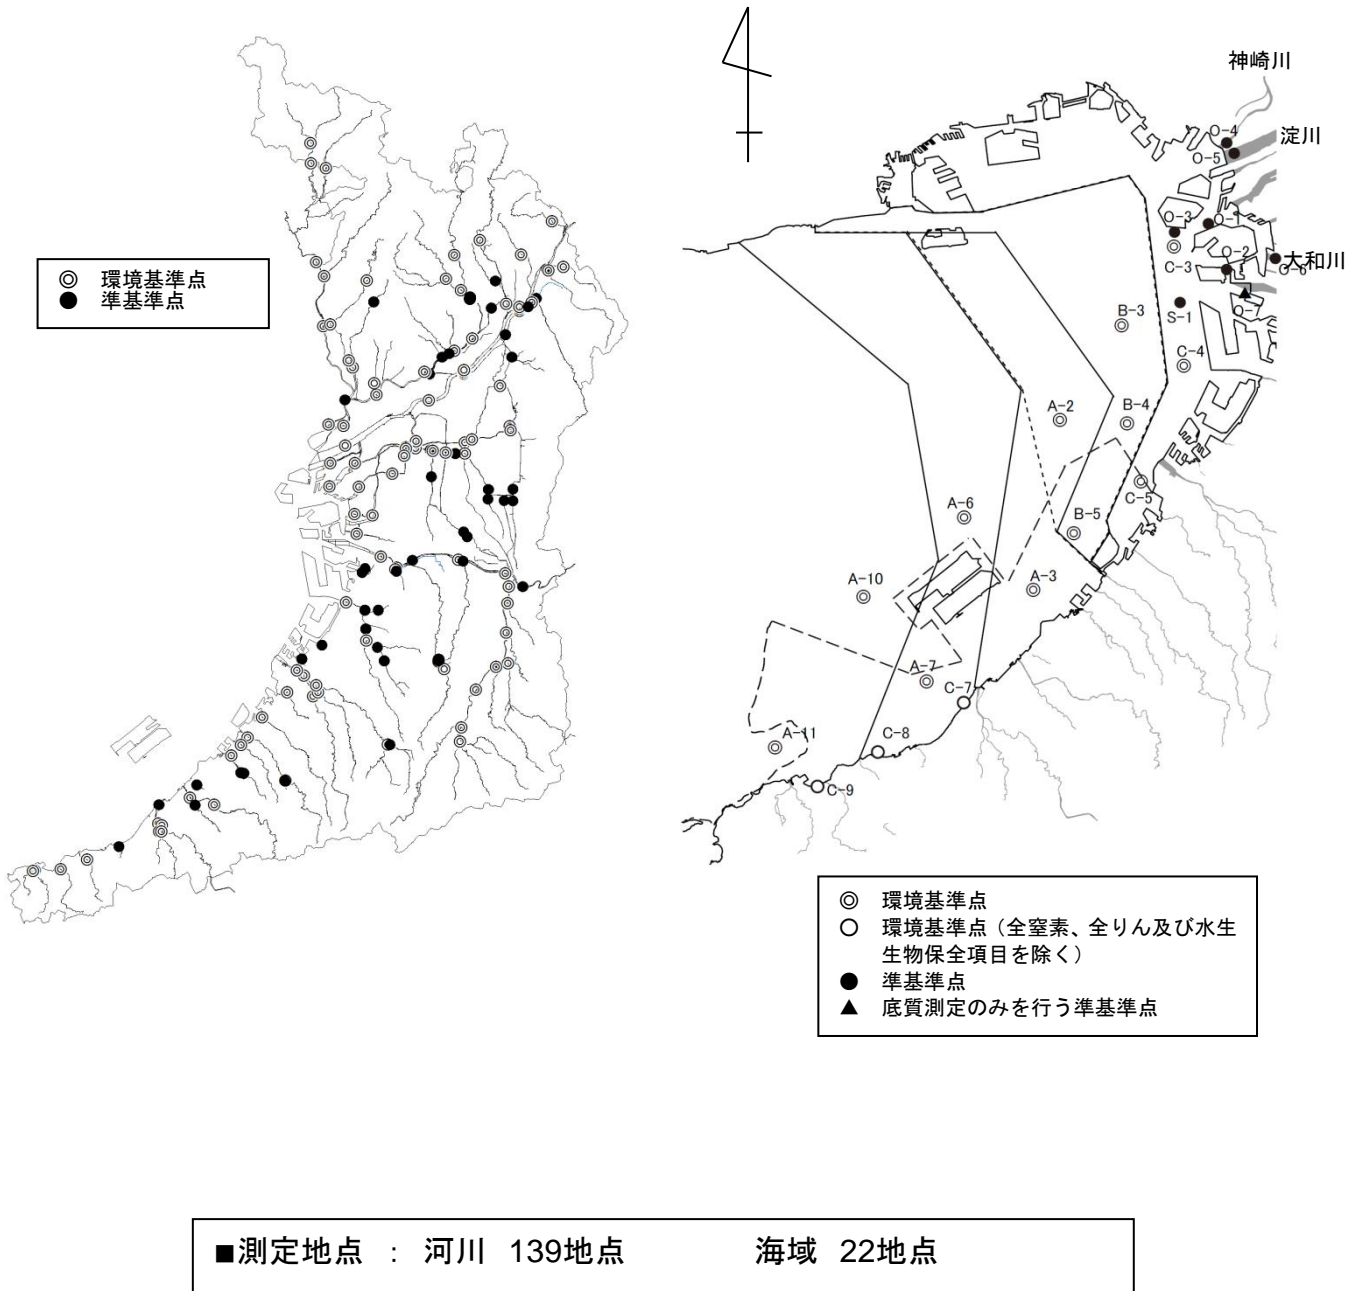 ◎ 環境基準点
● 準基準点
神崎川
淀川
大和川
O-4
O-5
O-3
O-1
C-3
O-2
O-6
S-1
O-7
B-3
C-4
A-2
B-4
C-5
A-6
B-5
A-10
A-3
A-7
C-7
A-11
C-8
C-9
◎ 環境基準点
○ 環境基準点（全窒素、全りん及び水生
生物保全項目を除く）
● 準基準点
▲ 底質測定のみを行う準基準点
■測定地点 : 河川 139地点 海域 22地点